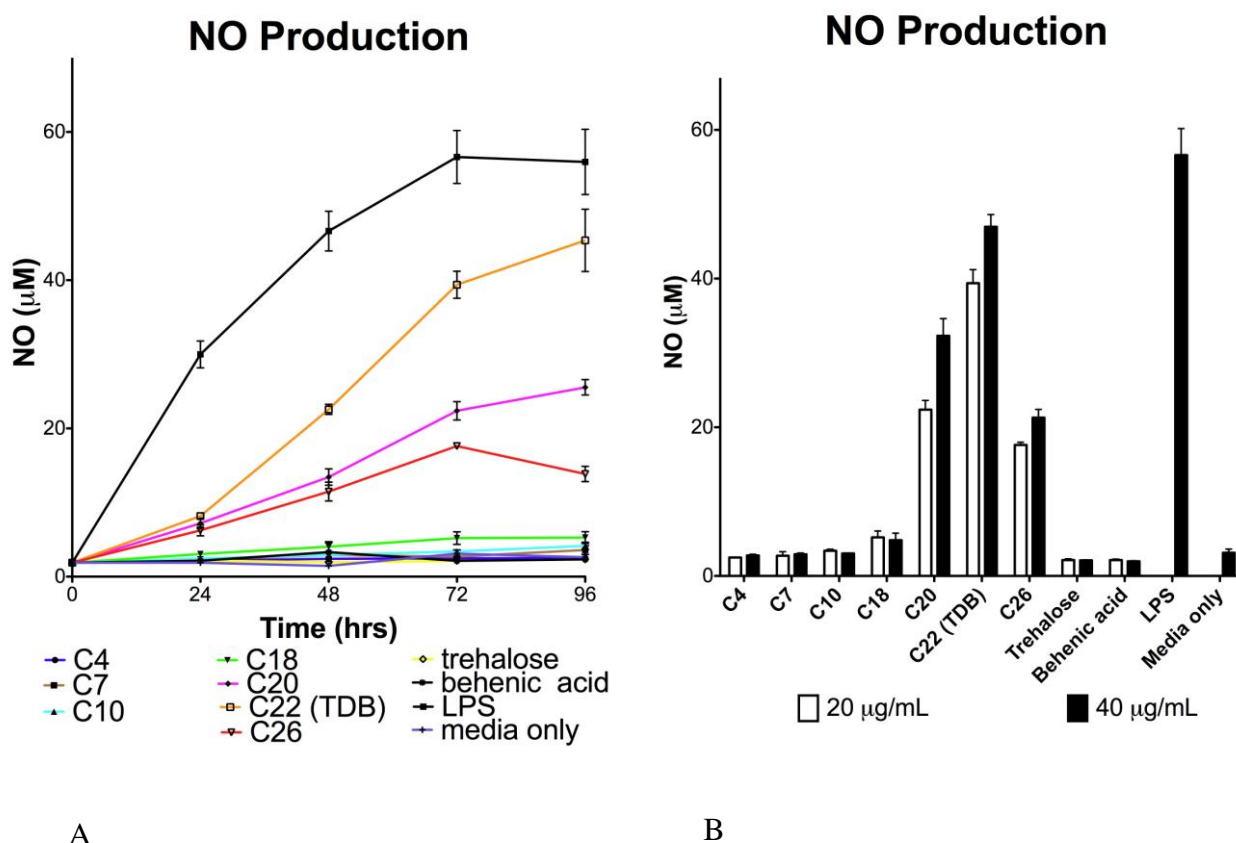 NO Production
60
40
20
0
NO (μM)
0 24 48 72 96
Time (hrs)
C4
C7
C10
C18
C20
C22 (TDB)
C26
trehalose
behenic acid
LPS
media only
A
NO Production
60
40
20
0
NO (μM)
C4
C7
C10
C18
C20
C22 (TDB)
C26
Trehalose
Behenic acid
LPS
Media only
20 μg/mL
40 μg/mL
B